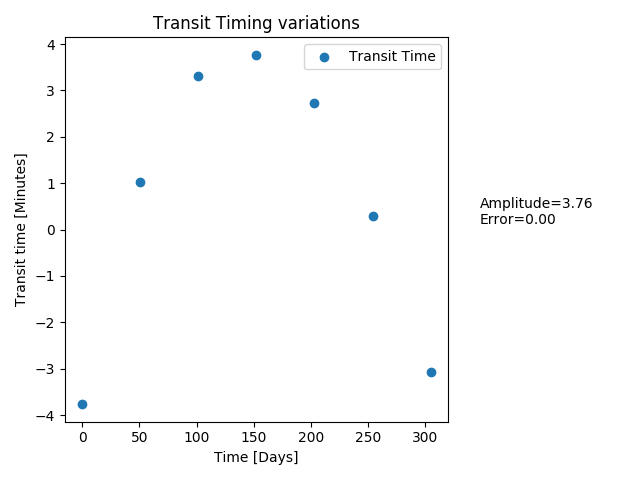 Transit Timing variations
Transit Time
Transit time [Minutes]
4
3
2
1
0
−1
−2
−3
−4
0 50 100 150 200 250 300
Time [Days]
Amplitude=3.76
Error=0.00